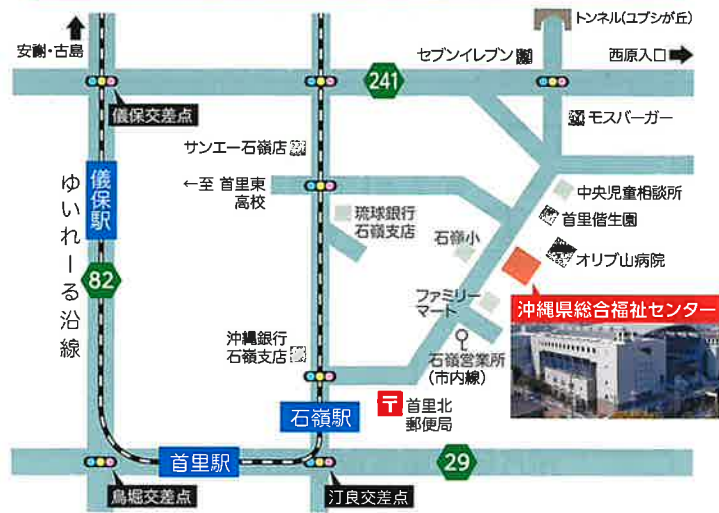 トンネル(ユブシが丘)
安謝・古島
セブンイレブン
西原入口
241
儀保交差点
モスバーガー
サンエー石嶺店
儀保駅
←至 首里東
高校
中央児童相談所
琉球銀行
石嶺支店
首里偕生園
石嶺小
オリブ山病院
ゆいれーる沿線
82
ファミリー
マート
沖縄県総合福祉センター
沖縄銀行
石嶺支店
石嶺営業所
(市内線)
石嶺駅
首里北
郵便局
首里駅
29
鳥堀交差点
汀良交差点